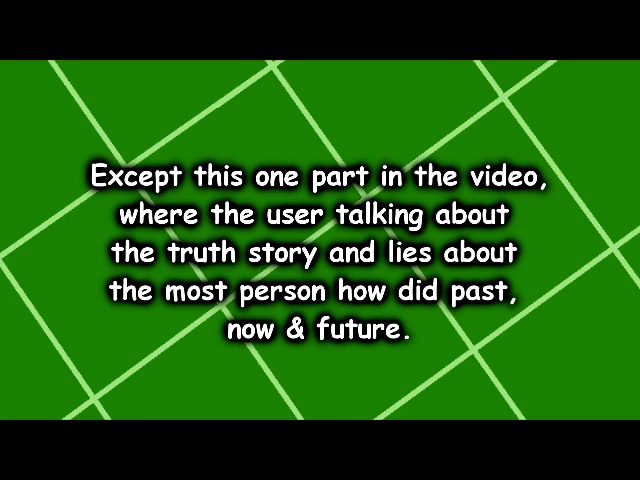 Except this one part in the video,
where the user talking about
the truth story and lies about
the most person how did past,
now & future.